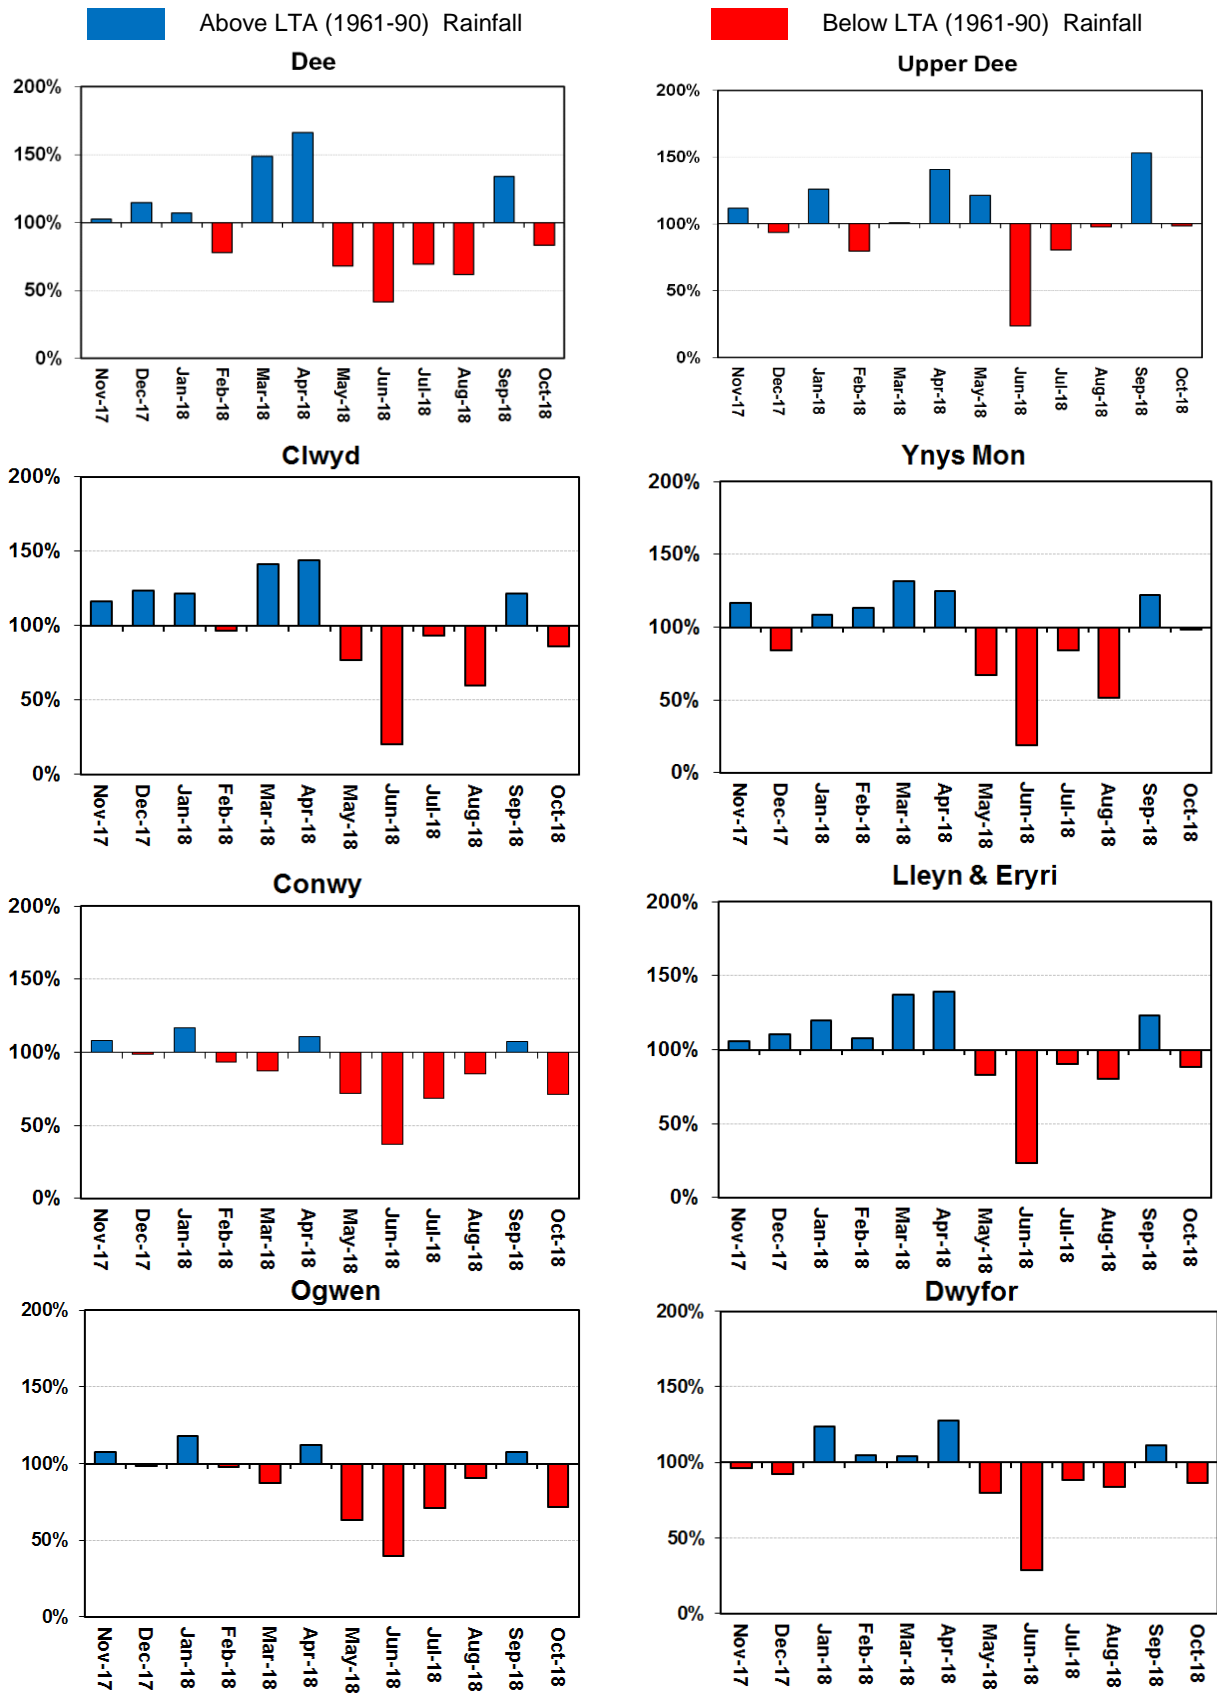 Above LTA (1961-90) Rainfall
Below LTA (1961-90) Rainfall
Dee
200%
150%
100%
50%
0%
Nov-17
Dec-17
Jan-18
Feb-18
Mar-18
Apr-18
May-18
Jun-18
Jul-18
Aug-18
Sep-18
Oct-18
Upper Dee
200%
150%
100%
50%
0%
Nov-17
Dec-17
Jan-18
Feb-18
Mar-18
Apr-18
May-18
Jun-18
Jul-18
Aug-18
Sep-18
Oct-18
Clwyd
200%
150%
100%
50%
0%
Nov-17
Dec-17
Jan-18
Feb-18
Mar-18
Apr-18
May-18
Jun-18
Jul-18
Aug-18
Sep-18
Oct-18
Ynys Mon
200%
150%
100%
50%
0%
Nov-17
Dec-17
Jan-18
Feb-18
Mar-18
Apr-18
May-18
Jun-18
Jul-18
Aug-18
Sep-18
Oct-18
Conwy
200%
150%
100%
50%
0%
Nov-17
Dec-17
Jan-18
Feb-18
Mar-18
Apr-18
May-18
Jun-18
Jul-18
Aug-18
Sep-18
Oct-18
Lleyn & Eryri
200%
150%
100%
50%
0%
Nov-17
Dec-17
Jan-18
Feb-18
Mar-18
Apr-18
May-18
Jun-18
Jul-18
Aug-18
Sep-18
Oct-18
Ogwen
200%
150%
100%
50%
0%
Nov-17
Dec-17
Jan-18
Feb-18
Mar-18
Apr-18
May-18
Jun-18
Jul-18
Aug-18
Sep-18
Oct-18
Dwyfor
200%
150%
100%
50%
0%
Nov-17
Dec-17
Jan-18
Feb-18
Mar-18
Apr-18
May-18
Jun-18
Jul-18
Aug-18
Sep-18
Oct-18